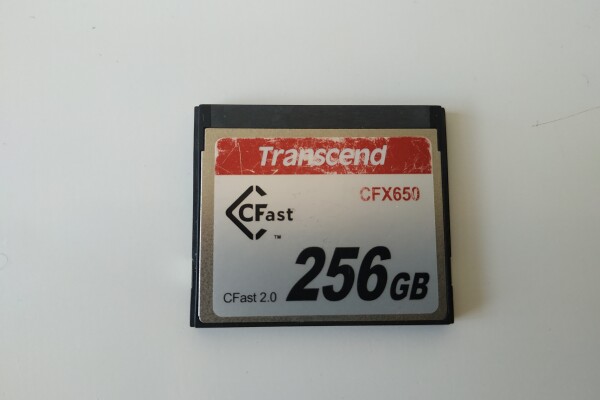 Transcend
CFX650
CFast
™
CFast 2.0
256GB